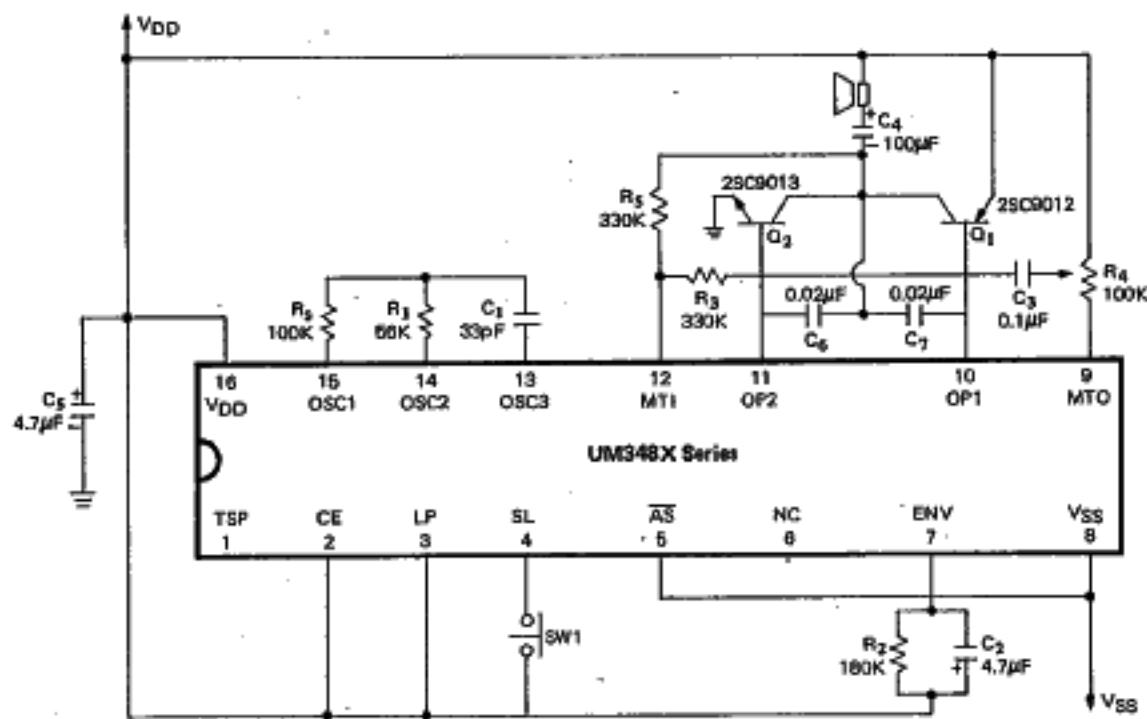 VDD
C4
100μF
2SC9013
2SC9012
R5
330K
Q2
Q1
R3
330K
0.02μF
0.02μF
C6
C7
C3
0.1μF
R4
100K
R5
100K
R1
66K
C1
33pF
C5
4.7μF
16 15 14 13 12 11 10 9
VDD OSC1 OSC2 OSC3 MTI OP2 OP1 MTO
UM348X Series
TSP CE LP SL AS NC ENV VSS
1 2 3 4 5 6 7 8
SW1
R2
180K
C2
4.7μF
VSS